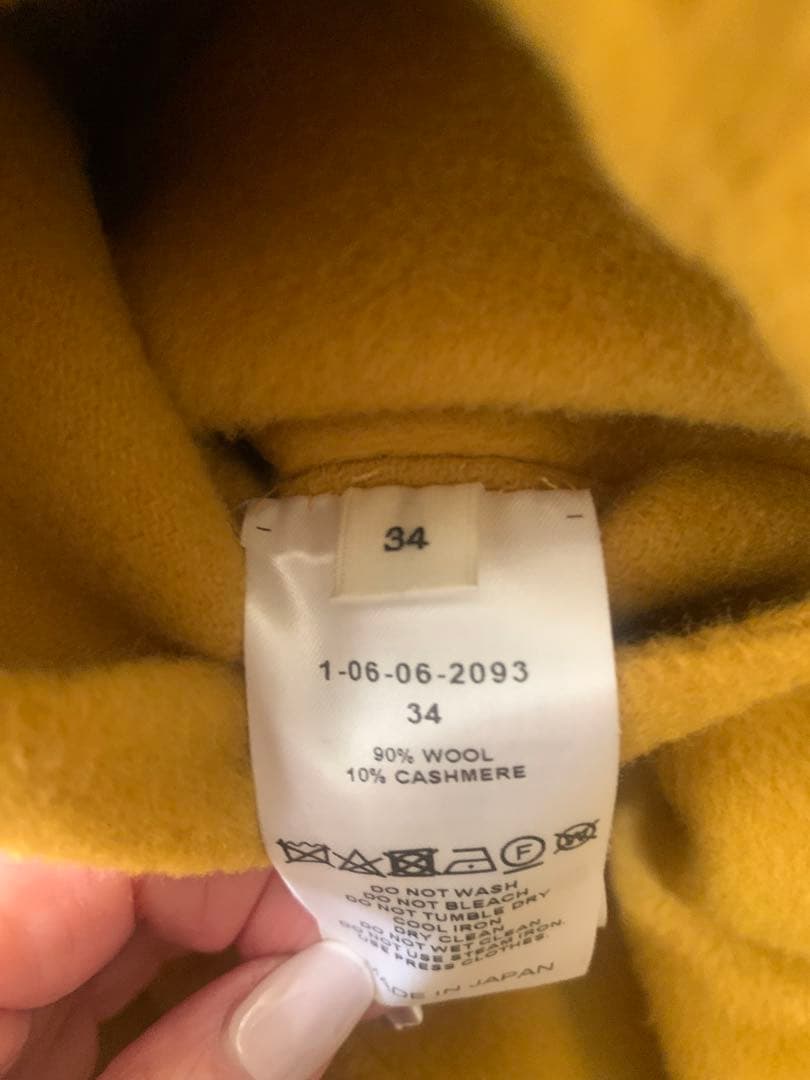 34
1-06-06-2093
34
90% WOOL
10% CASHMERE
F
W
DO NOT WASH
DO NOT BLEACH
DO NOT TUMBLE DRY
COOL IRON
DRY CLEAN
DO NOT WET CLEAN
DO NOT USE STEAM IRON.
USE PRESS CLOTHES.
MADE IN JAPAN